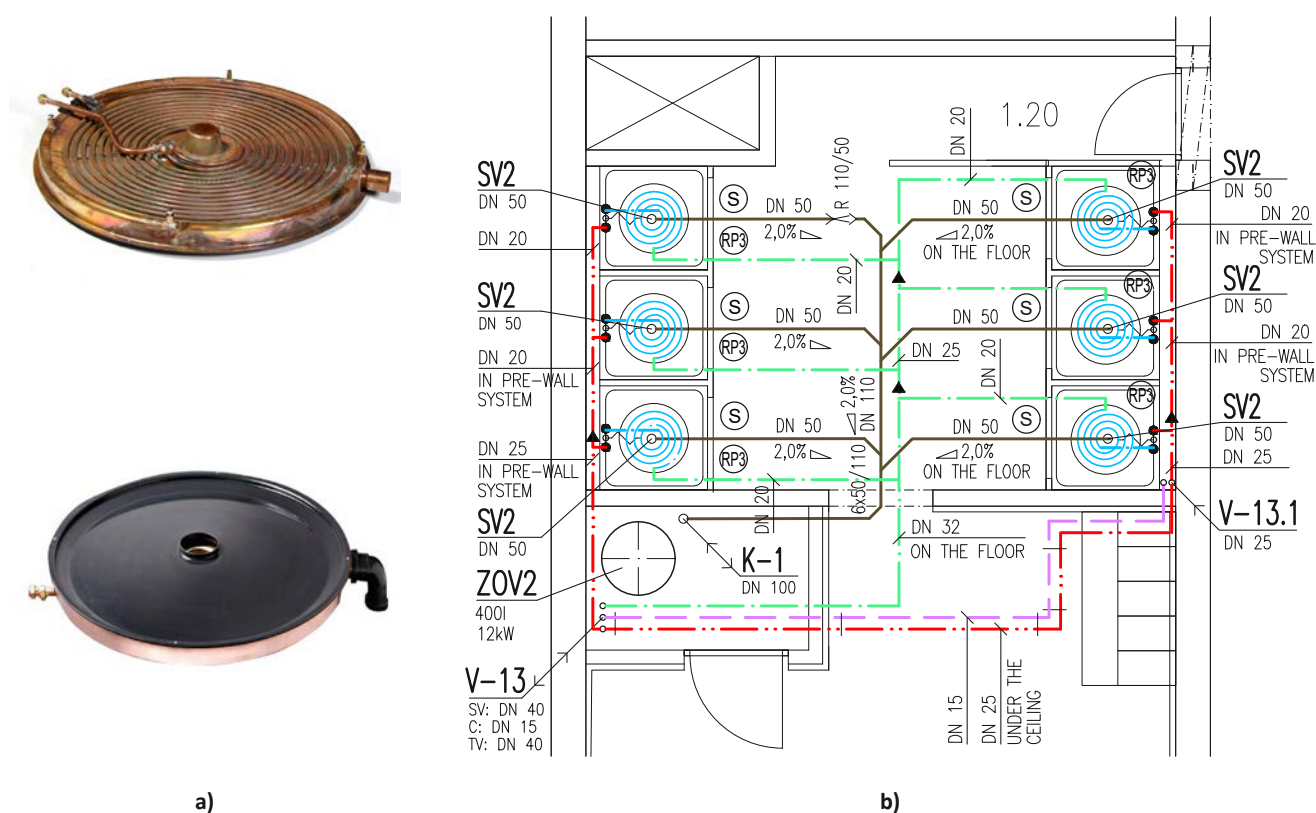 1.20
DN 20
R 110/50
SV2
DN 50
DN 20
S
RP3
DN 50
2,0%
DN 50
2,0%
ON THE FLOOR
S
RP3
SV2
DN 50
DN 20
IN PRE-WALL
SYSTEM
DN 20
SV2
DN 50
DN 20
IN PRE-WALL
SYSTEM
S
RP3
DN 50
2,0%
DN 50
S
RP3
SV2
DN 50
DN 20
IN PRE-WALL
SYSTEM
DN 25
DN 20
2,0%
DN 110
DN 25
IN PRE-WALL
SYSTEM
S
RP3
DN 50
2,0%
DN 50
2,0%
ON THE FLOOR
S
RP3
SV2
DN 50
DN 25
SV2
DN 50
DN 20
6x50/110
DN 32
ON THE FLOOR
V-13.1
DN 25
K-1
DN 100
ZOV2
400l
12kW
V-13
SV: DN 40
C: DN 15
TV: DN 40
DN 15
DN 25
UNDER THE
CEILING
a)
b)